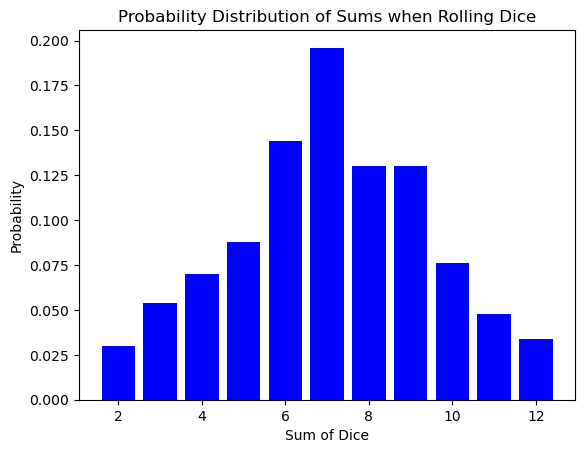 Probability Distribution of Sums when Rolling Dice
0.200
0.175
0.150
0.125
0.100
0.075
0.050
0.025
0.000
Probability
2 4 6 8 10 12
Sum of Dice